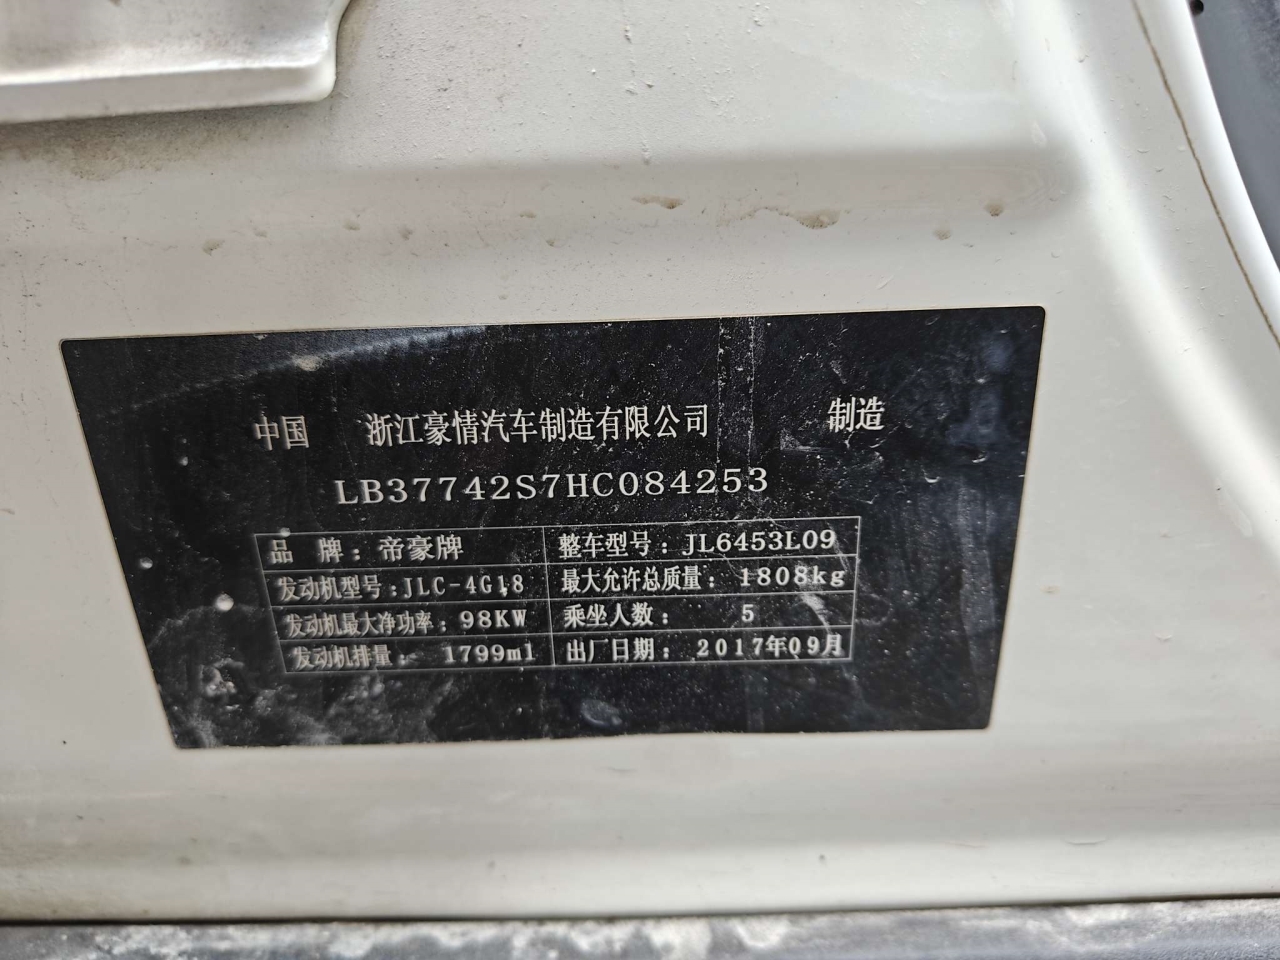 中国 浙江豪情汽车制造有限公司 制造
LB37742S7HC084253
品 牌：帝豪牌 整车型号：JL6453L09
发动机型号：JLC-4G18 最大允许总质量：1808kg
发动机最大净功率：98KW 乘坐人数：5
发动机排量：1799ml 出厂日期：2017年09月